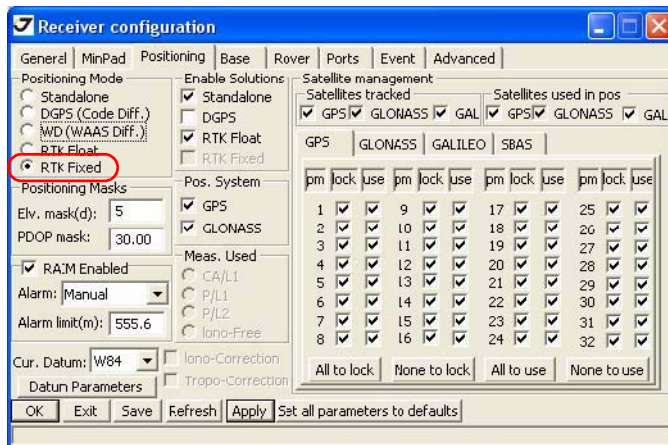 Receiver configuration
General MinPad Positioning Base Rover Ports Event Advanced
Positioning Mode
Standalone
DGPS (Code Diff.)
WD (WAAS Diff.)
RTK Float
RTK Fixed
Positioning Masks
Elv. mask(d): 5
PDOP mask: 30.00
RAIM Enabled
Alarm: Manual
Alarm limit(m): 555.6
Cur. Datum: W84
Datun Parameters
Enable Solutions
Standalone
DGPS
RTK Float
RTK Fixed
Pos. System
GPS
GLONASS
Meas. Used
CA/L1
P/L1
P/L2
Iono-Free
Iono-Correction
Tropo-Correction
Satellite management
Satellites tracked
GPS GLONASS GAL
Satellites used in pos
GPS GLONASS GAL
GPS GLONASS GALILEO SBAS
pm lock use pm lock use pm lock use pm lock use
1 9 17 25
2 10 18 26
3 11 19 27
4 12 20 28
5 13 21 29
6 14 22 30
7 15 23 31
8 16 24 32
All to lock None to lock All to use None to use
OK Exit Save Refresh Apply Set all parameters to defaults